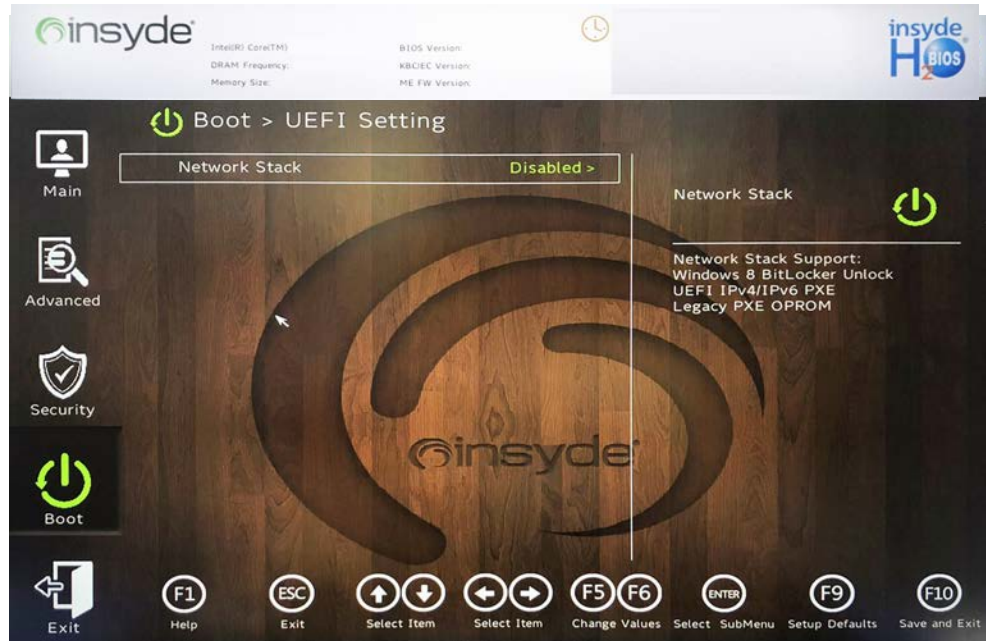 insyde
Intel(R) Core(TM)
DRAM Frequency:
Memory Size:
BIOS Version:
KBC/EC Version:
ME FW Version:
insyde
H2
BIOS
Boot > UEFI Setting
Network Stack Disabled >
Network Stack
Network Stack Support:
Windows 8 BitLocker Unlock
UEFI IPv4/IPv6 PXE
Legacy PXE OPROM
Main
Advanced
Security
Boot
Exit
insyde
F1 ESC F5 F6 ENTER F9 F10
Help Exit Select Item Select Item Change Values Select SubMenu Setup Defaults Save and Exit